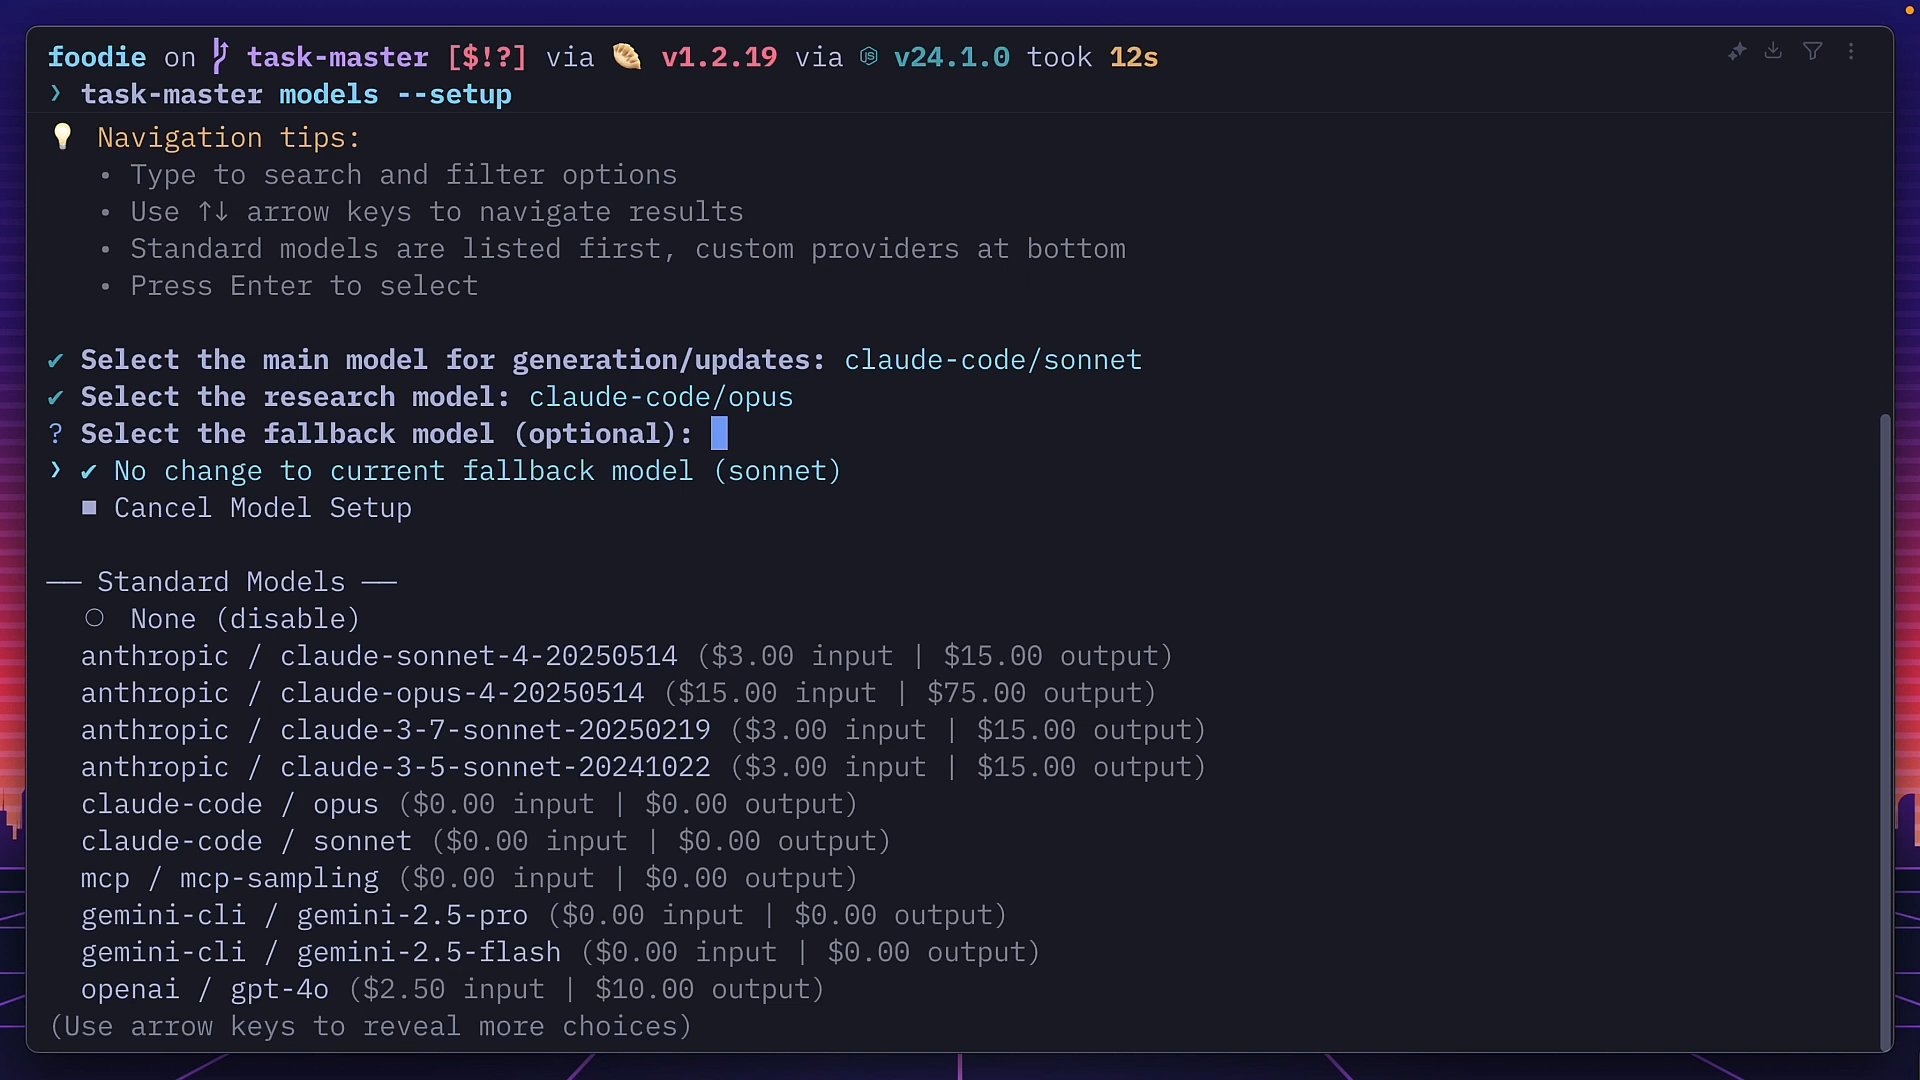 foodie on task-master [$!?] via 🥟 v1.2.19 via v24.1.0 took 12s
❯ task-master models --setup
💡 Navigation tips:
• Type to search and filter options
• Use ↑↓ arrow keys to navigate results
• Standard models are listed first, custom providers at bottom
• Press Enter to select
✔ Select the main model for generation/updates: claude-code/sonnet
✔ Select the research model: claude-code/opus
? Select the fallback model (optional):
❯ ✔ No change to current fallback model (sonnet)
■ Cancel Model Setup
── Standard Models ──
○ None (disable)
anthropic / claude-sonnet-4-20250514 ($3.00 input | $15.00 output)
anthropic / claude-opus-4-20250514 ($15.00 input | $75.00 output)
anthropic / claude-3-7-sonnet-20250219 ($3.00 input | $15.00 output)
anthropic / claude-3-5-sonnet-20241022 ($3.00 input | $15.00 output)
claude-code / opus ($0.00 input | $0.00 output)
claude-code / sonnet ($0.00 input | $0.00 output)
mcp / mcp-sampling ($0.00 input | $0.00 output)
gemini-cli / gemini-2.5-pro ($0.00 input | $0.00 output)
gemini-cli / gemini-2.5-flash ($0.00 input | $0.00 output)
openai / gpt-4o ($2.50 input | $10.00 output)
(Use arrow keys to reveal more choices)